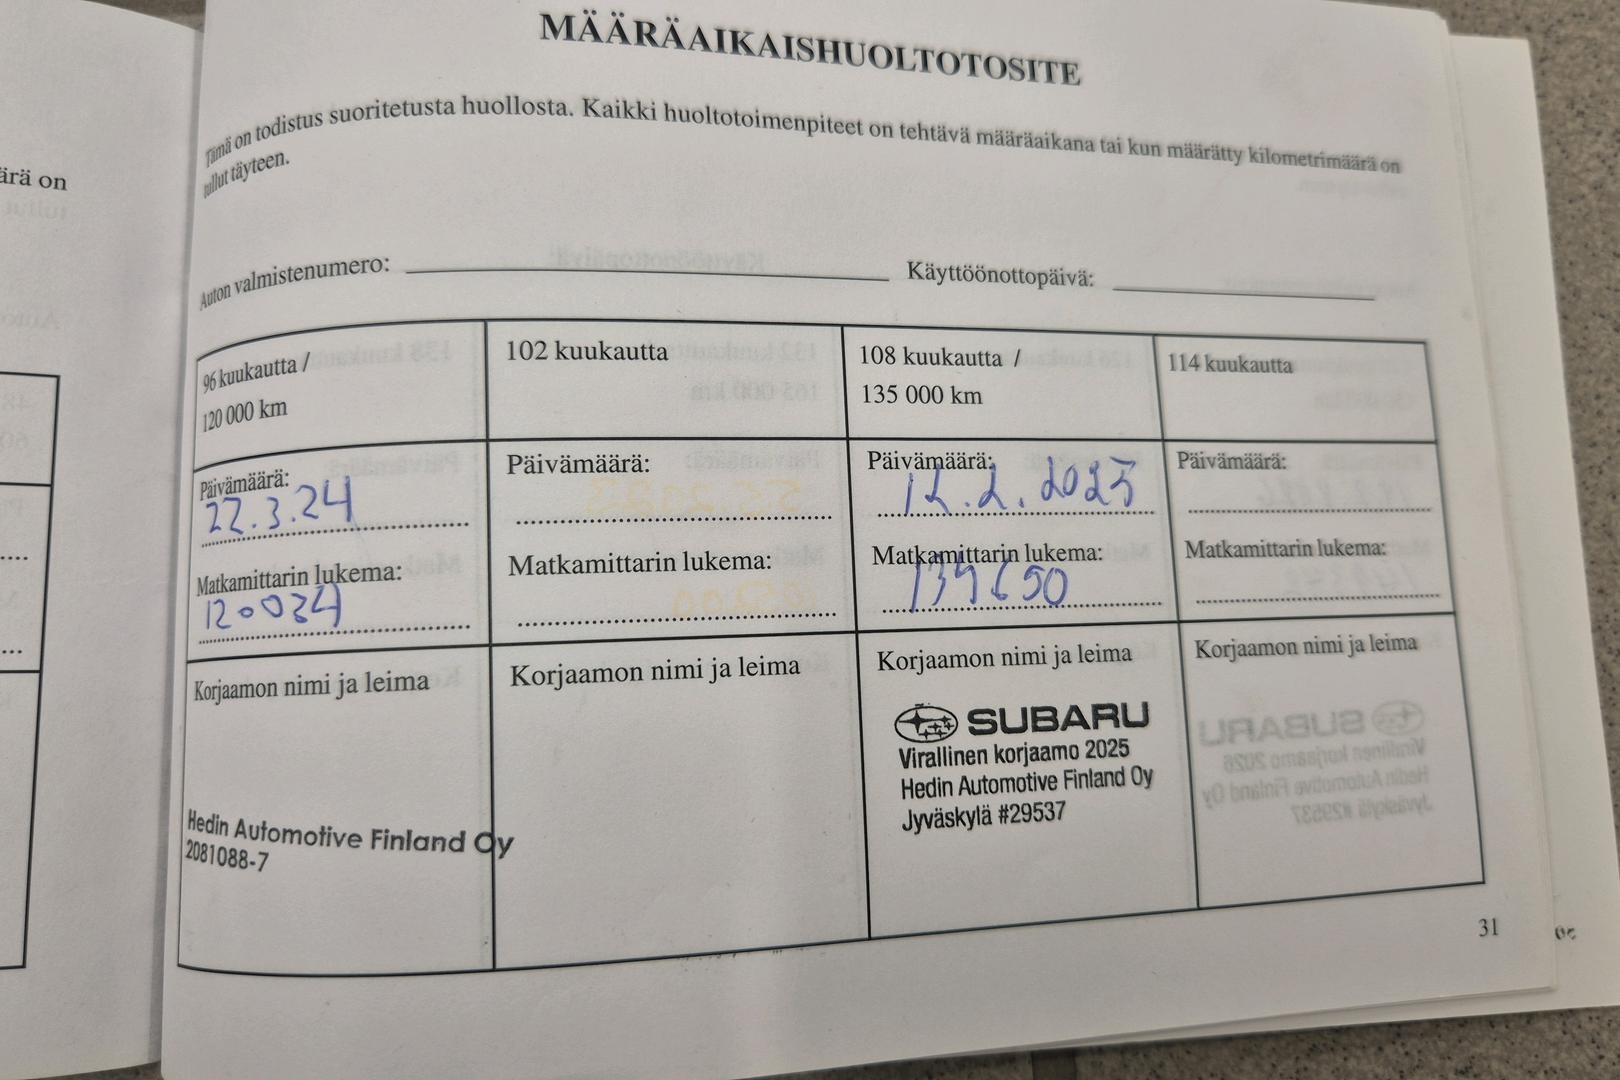 MÄÄRÄAIKAISHUOLTOTOSITE
Tämä on todistus suoritetusta huollosta. Kaikki huoltotoimenpiteet on tehtävä määräaikana tai kun määrätty kilometrimäärä on
tullut täyteen.
ärä on
Auton valmistenumero:
Käyttöönottopäivä:
96 kuukautta /
120 000 km
Päivämäärä:
22.3.24
Matkamittarin lukema:
120034
Korjaamon nimi ja leima
Hedin Automotive Finland Oy
2081088-7
102 kuukautta
Päivämäärä:
Matkamittarin lukema:
Korjaamon nimi ja leima
108 kuukautta /
135 000 km
Päivämäärä:
12.2.2025
Matkamittarin lukema:
134650
Korjaamon nimi ja leima
SUBARU
Virallinen korjaamo 2025
Hedin Automotive Finland Oy
Jyväskylä #29537
114 kuukautta
Päivämäärä:
Matkamittarin lukema:
Korjaamon nimi ja leima
31